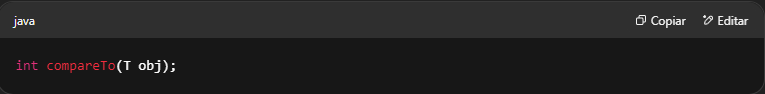 java
Copiar
Editar
int compareTo(T obj);